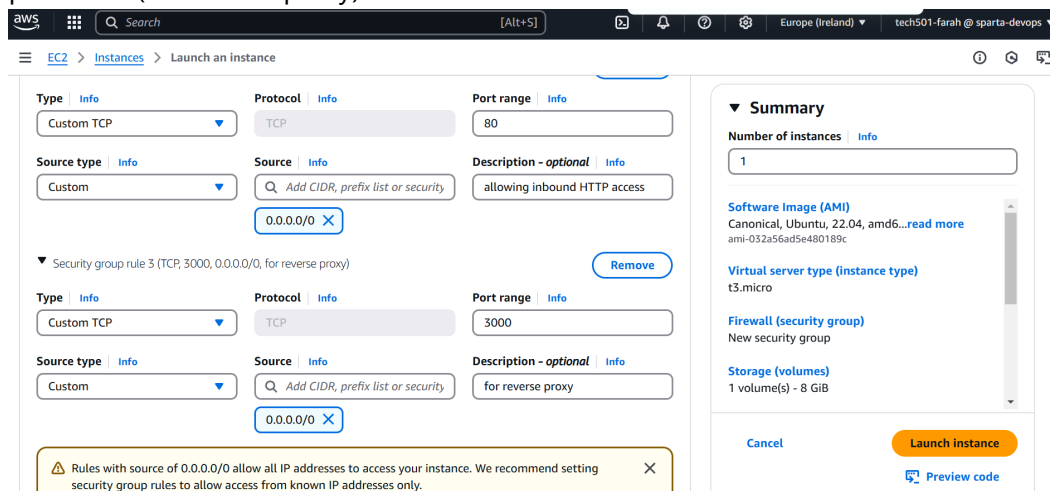 aws
Search
[Alt+S]
Europe (Ireland) ▼
tech501-farah @ sparta-devops
EC2 > Instances > Launch an instance
Type | Info
Protocol | Info
Port range | Info
Custom TCP
TCP
80
Source type | Info
Source | Info
Description - optional | Info
Custom
Add CIDR, prefix list or security
allowing inbound HTTP access
0.0.0.0/0 X
▼ Security group rule 3 (TCP, 3000, 0.0.0.0/0, for reverse proxy)
Remove
Type | Info
Protocol | Info
Port range | Info
Custom TCP
TCP
3000
Source type | Info
Source | Info
Description - optional | Info
Custom
Add CIDR, prefix list or security
for reverse proxy
0.0.0.0/0 X
Rules with source of 0.0.0.0/0 allow all IP addresses to access your instance. We recommend setting
security group rules to allow access from known IP addresses only.
▼ Summary
Number of instances | Info
1
Software Image (AMI)
Canonical, Ubuntu, 22.04, amd6...read more
ami-032a56ad5e480189c
Virtual server type (instance type)
t3.micro
Firewall (security group)
New security group
Storage (volumes)
1 volume(s) - 8 GiB
Cancel
Launch instance
Preview code